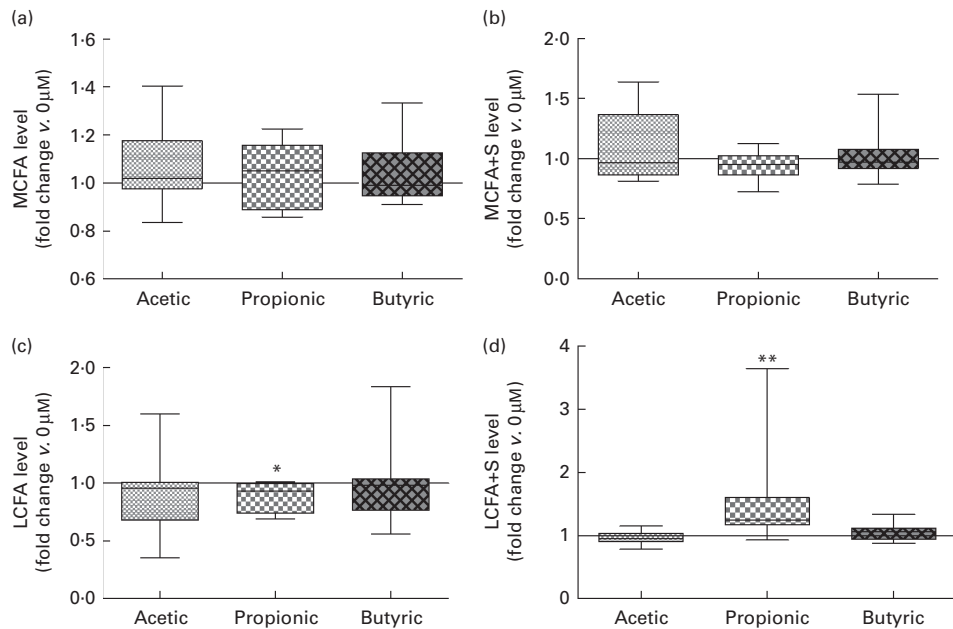 (a)
MCFA level
(fold change v. 0 μM)
1·6
1·4
1·2
1·0
0·8
0·6
Acetic
Propionic
Butyric
(b)
MCFA+S level
(fold change v. 0 μM)
2·0
1·5
1·0
0·5
0·0
Acetic
Propionic
Butyric
(c)
LCFA level
(fold change v. 0 μM)
2·0
1·5
1·0
0·5
0·0
*
Acetic
Propionic
Butyric
(d)
LCFA+S level
(fold change v. 0 μM)
4
3
2
1
0
**
Acetic
Propionic
Butyric